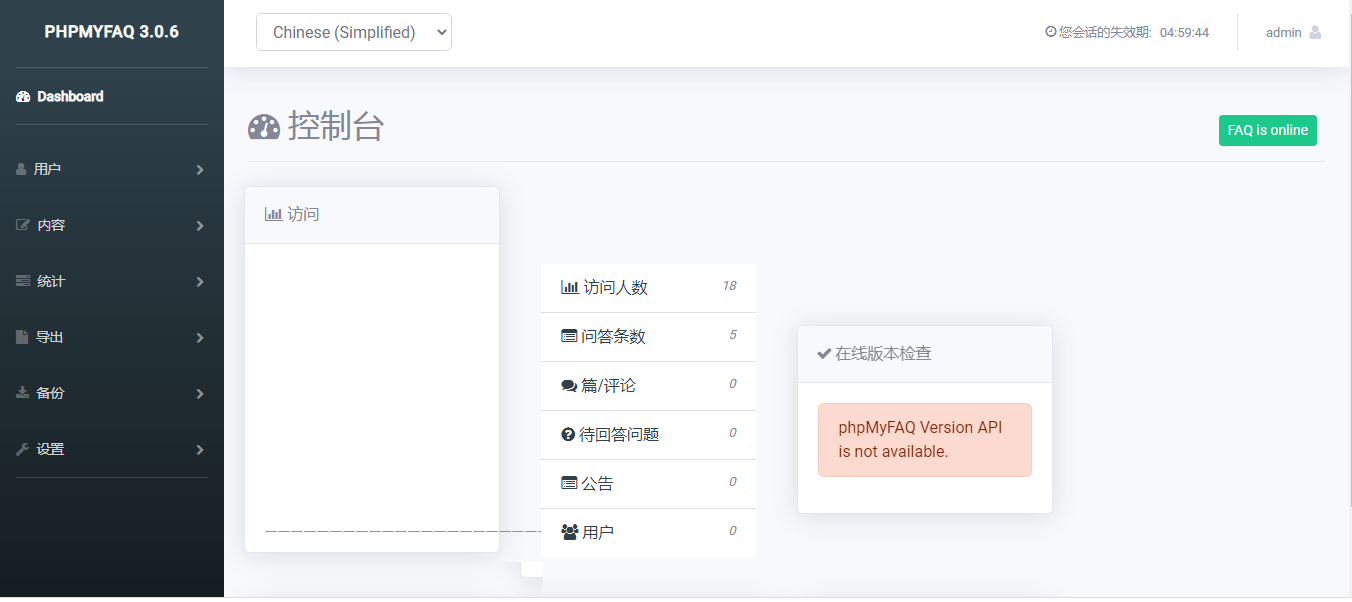 PHPMYFAQ 3.0.6
Chinese (Simplified)
您会话的失效期: 04:59:44
admin
Dashboard
控制台
FAQ is online
用户
内容
统计
导出
备份
设置
访问
访问人数 18
问答条数 5
篇/评论 0
待回答问题 0
公告 0
用户 0
在线版本检查
phpMyFAQ Version API
is not available.